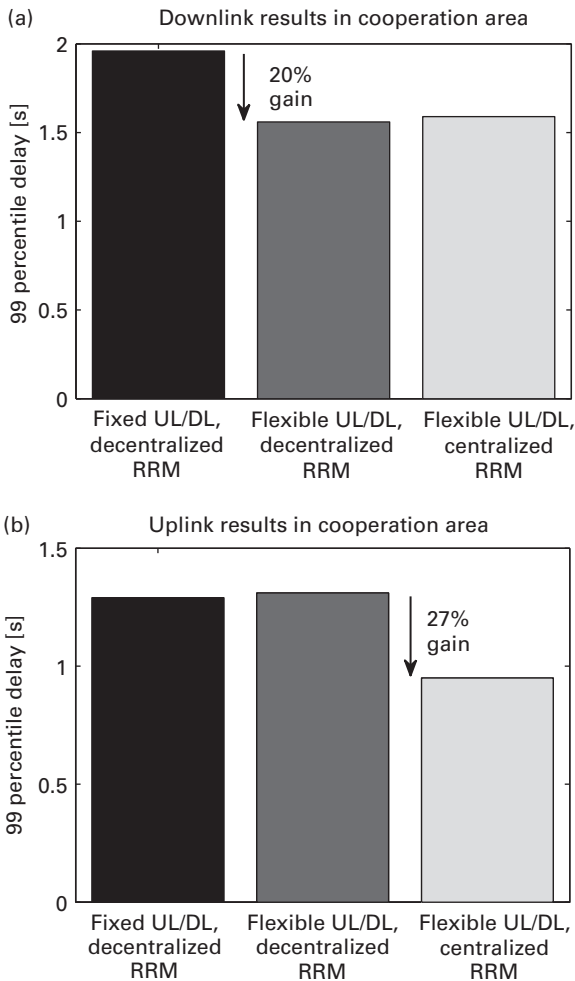 (a)
Downlink results in cooperation area
99 percentile delay [s]
2
1.5
1
0.5
0
20%
gain
Fixed UL/DL,
decentralized
RRM
Flexible UL/DL,
decentralized
RRM
Flexible UL/DL,
centralized
RRM
(b)
Uplink results in cooperation area
99 percentile delay [s]
1.5
1
0.5
0
27%
gain
Fixed UL/DL,
decentralized
RRM
Flexible UL/DL,
decentralized
RRM
Flexible UL/DL,
centralized
RRM